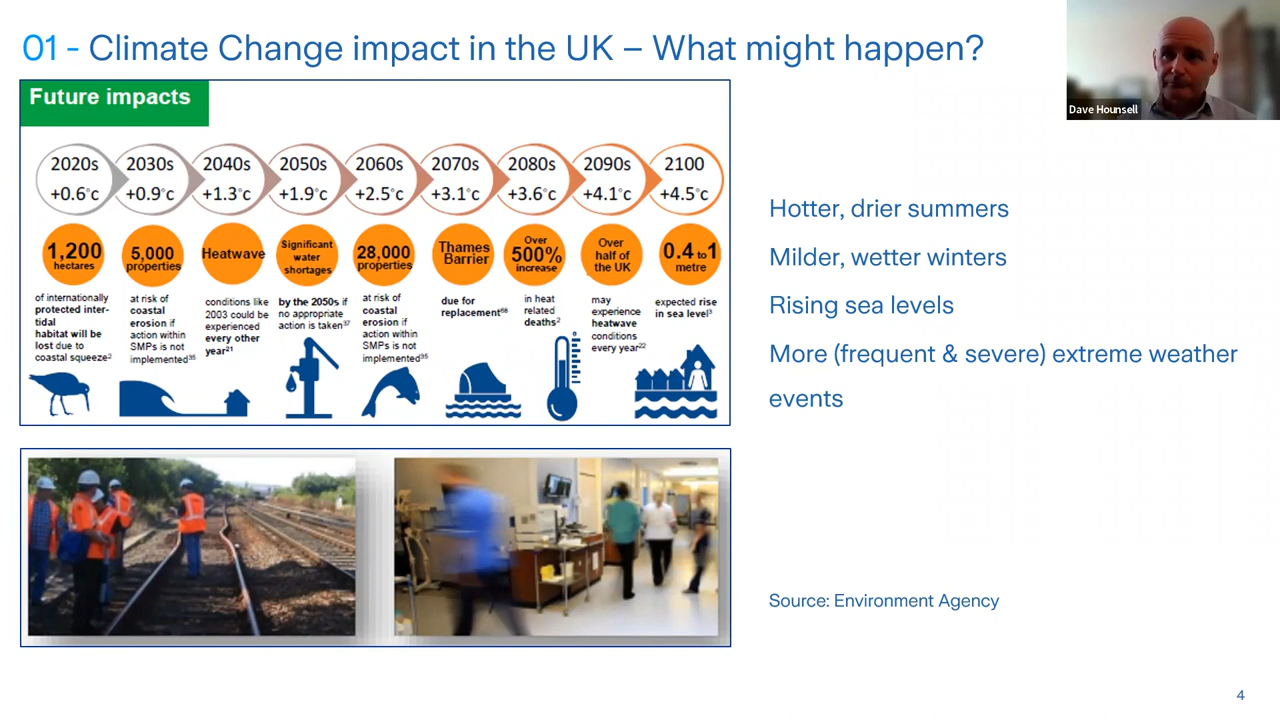 01 - Climate Change impact in the UK – What might happen?
Dave Hounsell
Future impacts
2020s
+0.6°c
2030s
+0.9°c
2040s
+1.3°c
2050s
+1.9°c
2060s
+2.5°c
2070s
+3.1°c
2080s
+3.6°c
2090s
+4.1°c
2100
+4.5°c
1,200
hectares
of internationally
protected inter-
tidal
habitat will be
lost due to
coastal squeeze²
5,000
properties
at risk of
coastal
erosion if
action within
SMPs is not
implemented³⁵
Heatwave
conditions like
2003 could be
experienced
every other
year²¹
Significant
water
shortages
by the 2050s if
no appropriate
action is taken³⁷
28,000
properties
at risk of
coastal
erosion if
action within
SMPs is not
implemented³⁵
Thames
Barrier
due for
replacement⁶⁸
Over
500%
increase
in heat
related
deaths²
Over
half of
the UK
may
experience
heatwave
conditions
every year²²
0.4 to 1
metre
expected rise
in sea level³
Hotter, drier summers
Milder, wetter winters
Rising sea levels
More (frequent & severe) extreme weather
events
Source: Environment Agency
4